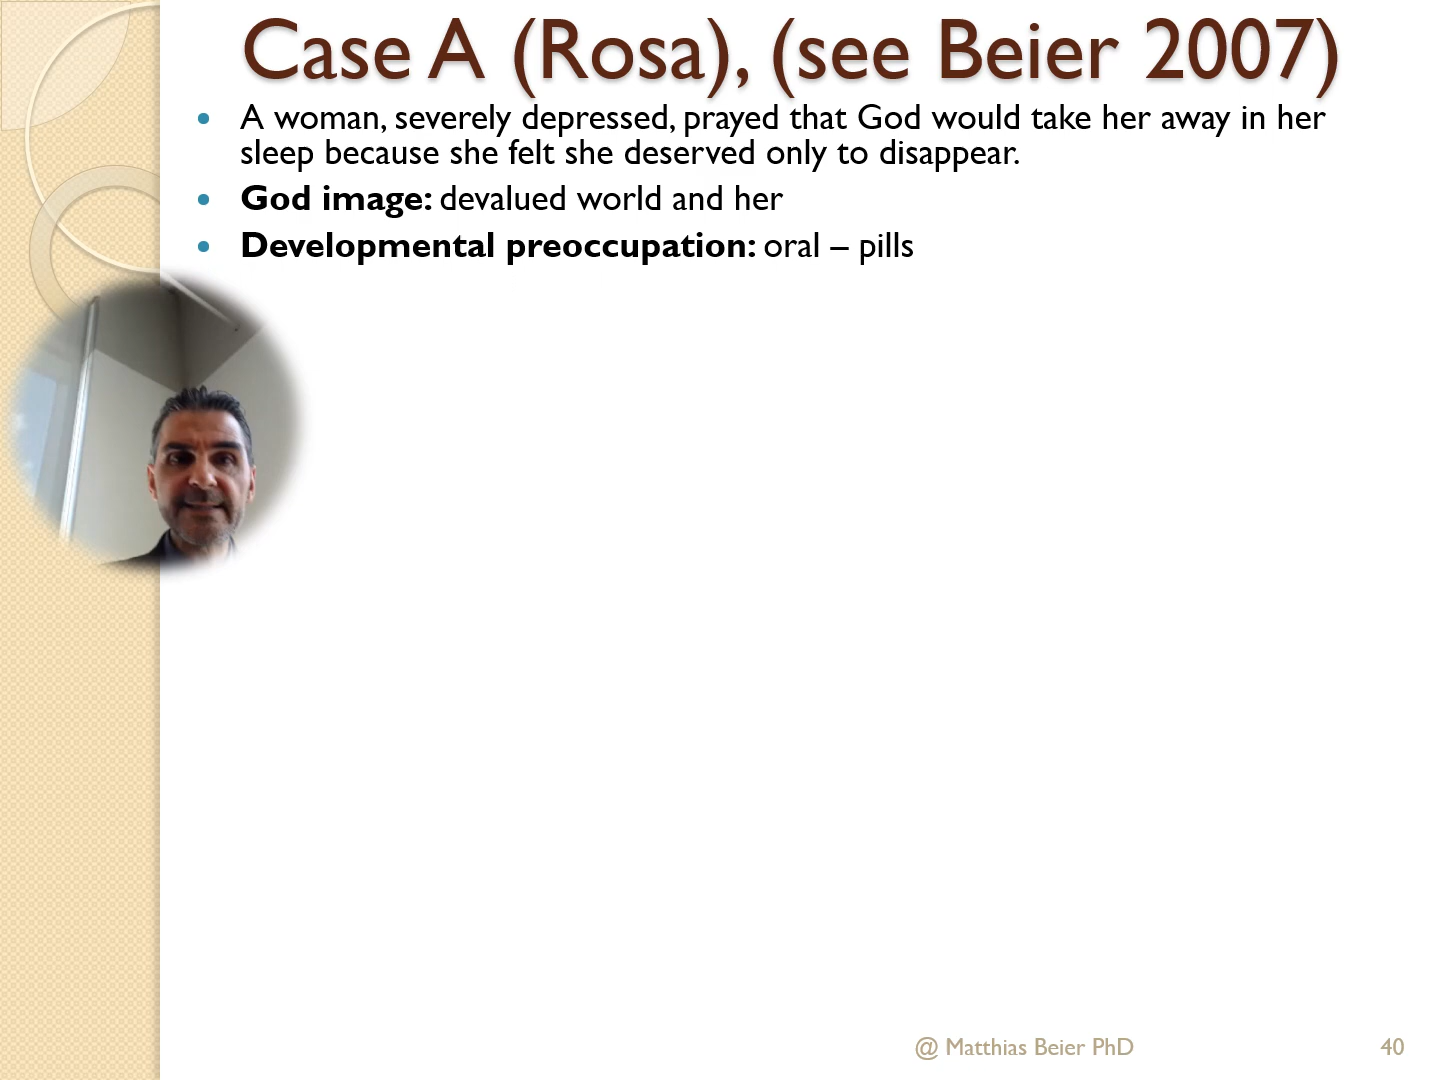 Case A (Rosa), (see Beier 2007)
A woman, severely depressed, prayed that God would take her away in her
sleep because she felt she deserved only to disappear.
God image: devalued world and her
Developmental preoccupation: oral – pills
@ Matthias Beier PhD
40